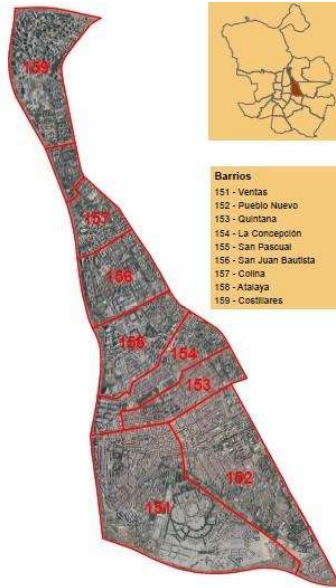 159
157
156
155
154
153
152
151
Barrios
151 - Ventas
152 - Pueblo Nuevo
153 - Quintana
154 - La Concepción
155 - San Pascual
156 - San Juan Bautista
157 - Colina
158 - Atalaya
159 - Costillares